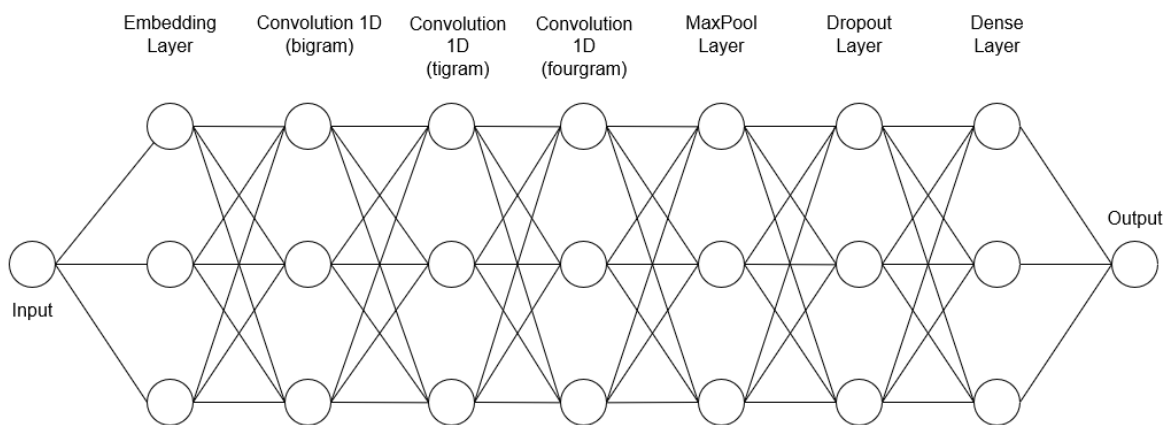 Embedding
Layer
Convolution 1D
(bigram)
Convolution
1D
(tigram)
Convolution
1D
(fourgram)
MaxPool
Layer
Dropout
Layer
Dense
Layer
Output
Input